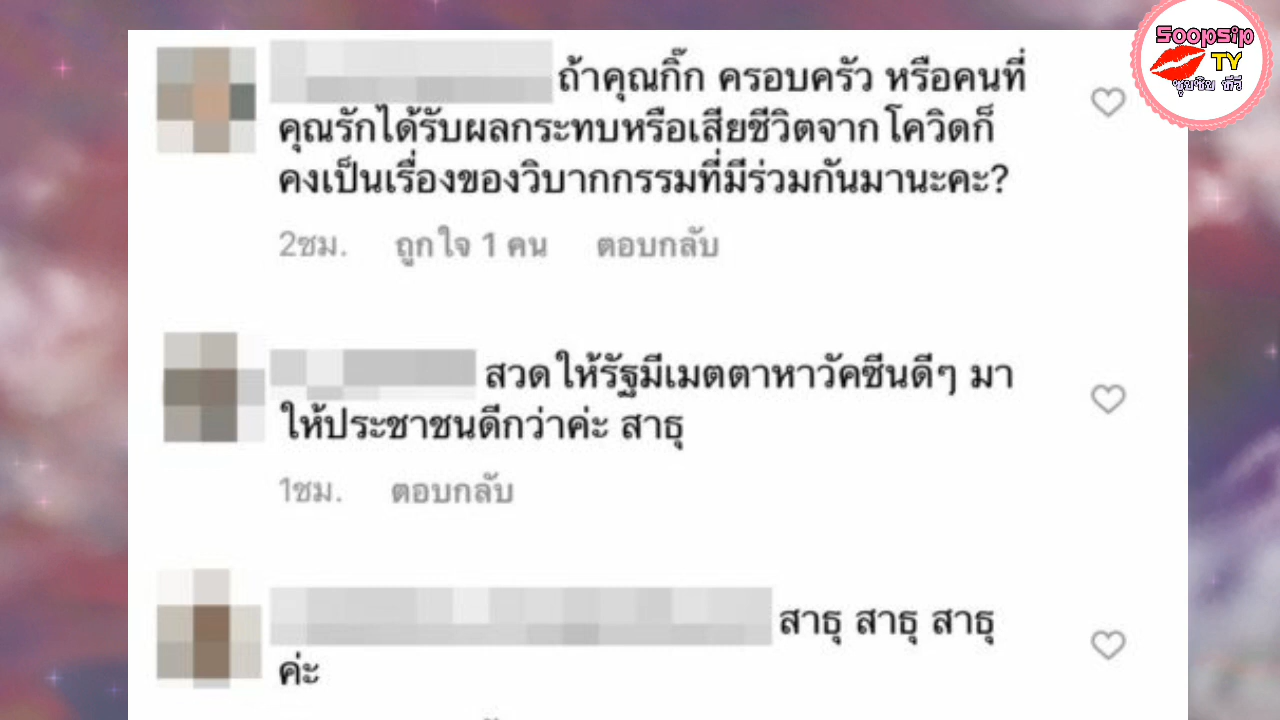 Soopsip
TV
ซุบซิบ ทีวี
ถ้าคุณกิ๊ก ครอบครัว หรือคนที่
คุณรักได้รับผลกระทบหรือเสียชีวิตจากโควิดก็
คงเป็นเรื่องของวิบากกรรมที่มีร่วมกันมานะคะ?
2ชม. ถูกใจ 1 คน ตอบกลับ
สวดให้รัฐมีเมตตาหาวัคซีนดีๆ มา
ให้ประชาชนดีกว่าค่ะ สาธุ
1ชม. ตอบกลับ
สาธุ สาธุ สาธุ
ค่ะ